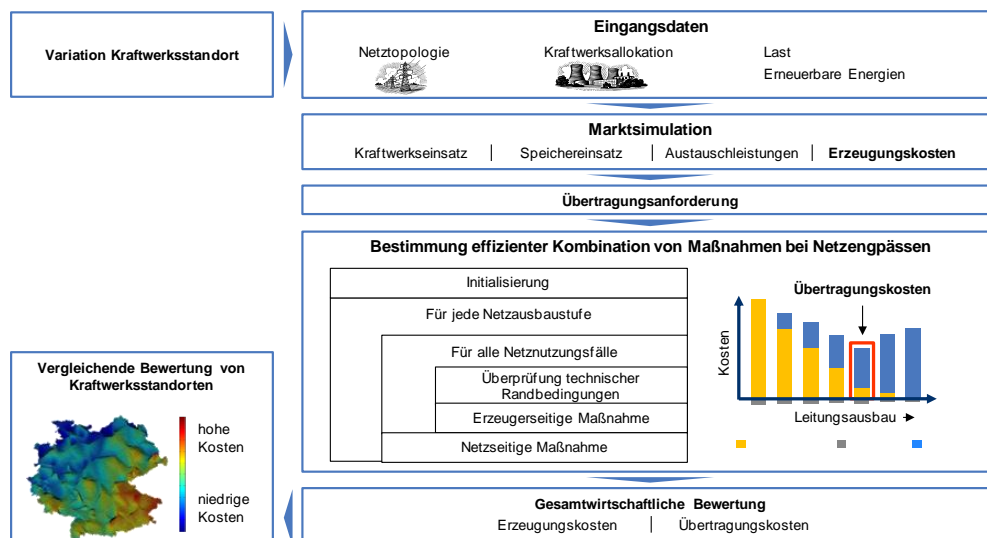 Variation Kraftwerksstandort
Eingangsdaten
Netztopologie
Kraftwerksallokation
Last
Erneuerbare Energien
Marktsimulation
Kraftwerkseinsatz
Speichereinsatz
Austauschleistungen
Erzeugungskosten
Übertragungsanforderung
Bestimmung effizienter Kombination von Maßnahmen bei Netzengpässen
Initialisierung
Für jede Netzausbaustufe
Für alle Netznutzungsfälle
Überprüfung technischer
Randbedingungen
Erzeugerseitige Maßnahme
Netzseitige Maßnahme
Übertragungskosten
Kosten
Leitungsausbau
Vergleichende Bewertung von
Kraftwerksstandorten
hohe
Kosten
niedrige
Kosten
Gesamtwirtschaftliche Bewertung
Erzeugungskosten
Übertragungskosten